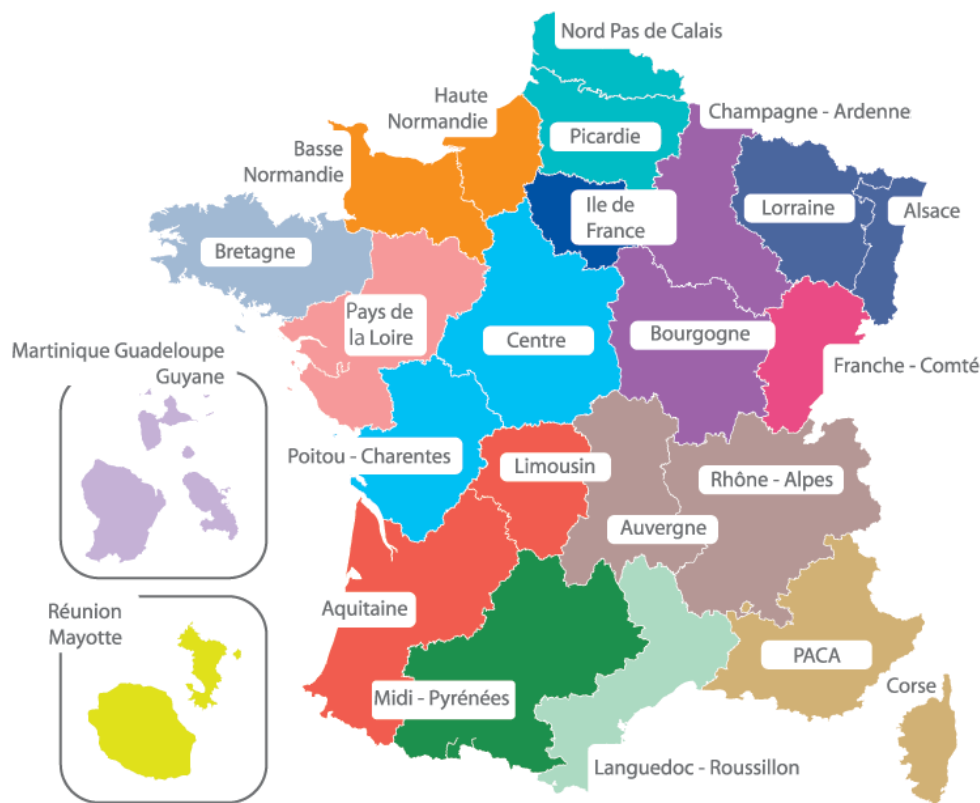 Nord Pas de Calais
Haute
Normandie
Champagne - Ardenne
Picardie
Basse
Normandie
Ile de
France
Lorraine
Alsace
Bretagne
Pays de
la Loire
Centre
Bourgogne
Franche - Comté
Martinique Guadeloupe
Guyane
Poitou - Charentes
Limousin
Rhône - Alpes
Auvergne
Aquitaine
Réunion
Mayotte
PACA
Midi - Pyrénées
Corse
Languedoc - Roussillon